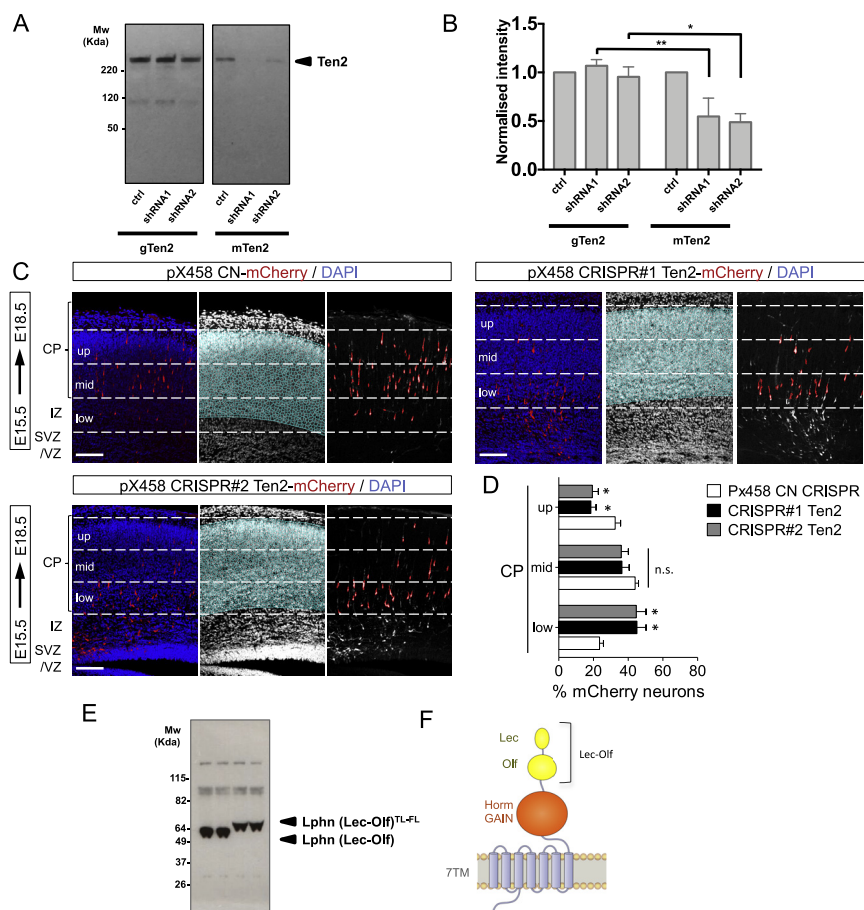 A
Mw
(Kda)
220
120
50
Ten2
ctrl
shRNA1
shRNA2
ctrl
shRNA1
shRNA2
gTen2
mTen2
B
Normalised intensity
1.5
1.0
0.5
0.0
*
**
ctrl
shRNA1
shRNA2
ctrl
shRNA1
shRNA2
gTen2
mTen2
C
pX458 CN-mCherry / DAPI
E15.5
E18.5
CP
up
mid
low
IZ
SVZ
/VZ
pX458 CRISPR#1 Ten2-mCherry / DAPI
up
mid
low
pX458 CRISPR#2 Ten2-mCherry / DAPI
E15.5
E18.5
CP
up
mid
low
IZ
SVZ
/VZ
D
Px458 CN CRISPR
CRISPR#1 Ten2
CRISPR#2 Ten2
CP
up
mid
low
*
*
n.s.
*
*
0
20
40
60
80
% mCherry neurons
E
Mw
(Kda)
115
82
64
49
37
26
Lphn (Lec-Olf)TL-FL
Lphn (Lec-Olf)
F
Lec
Olf
Lec-Olf
Horm
GAIN
7TM